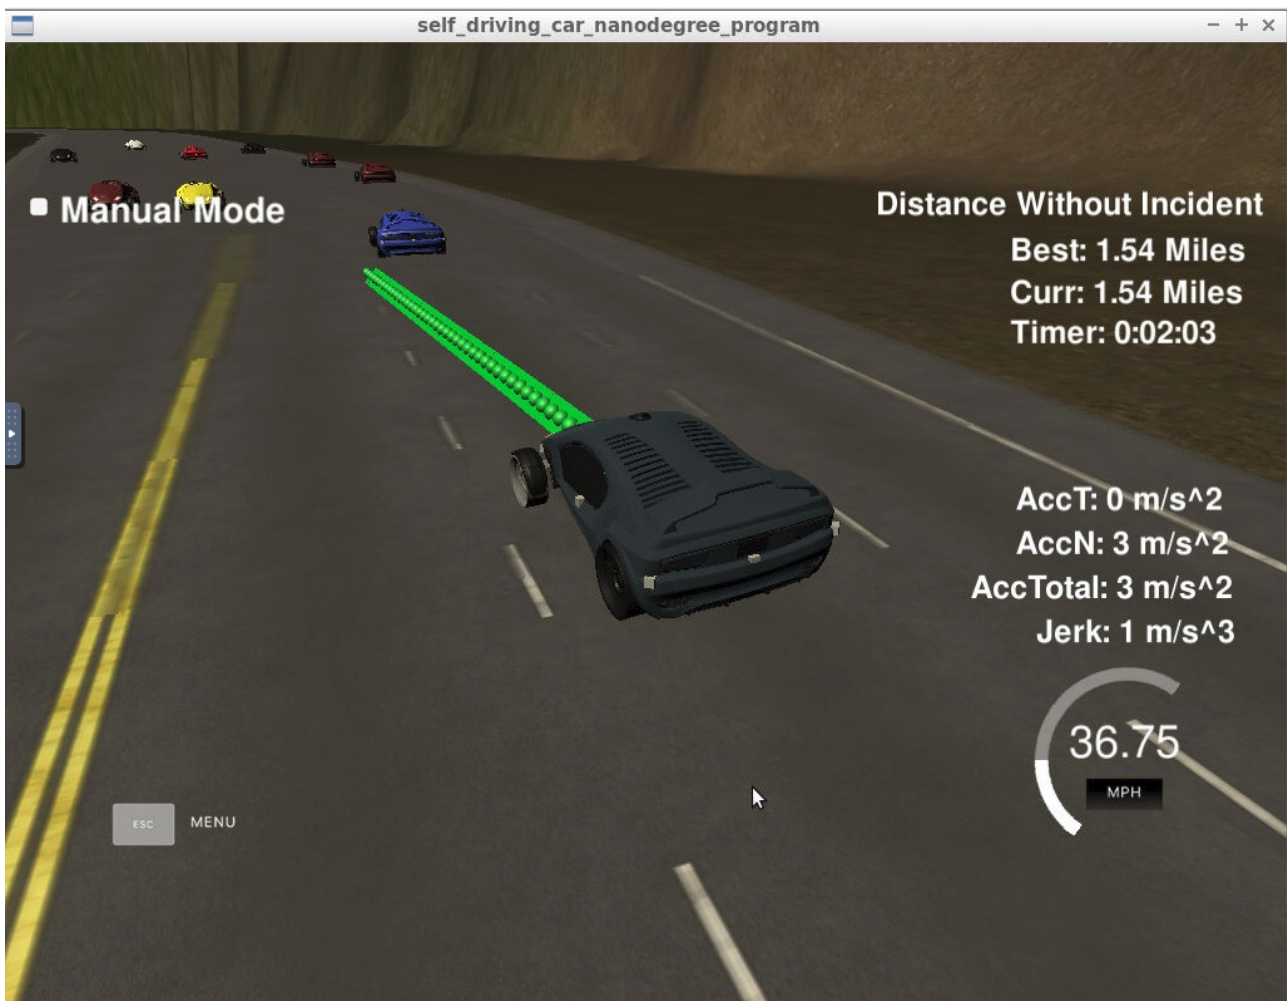 self_driving_car_nanodegree_program
Manual Mode
Distance Without Incident
Best: 1.54 Miles
Curr: 1.54 Miles
Timer: 0:02:03
AccT: 0 m/s^2
AccN: 3 m/s^2
AccTotal: 3 m/s^2
Jerk: 1 m/s^3
36.75
MPH
ESC MENU